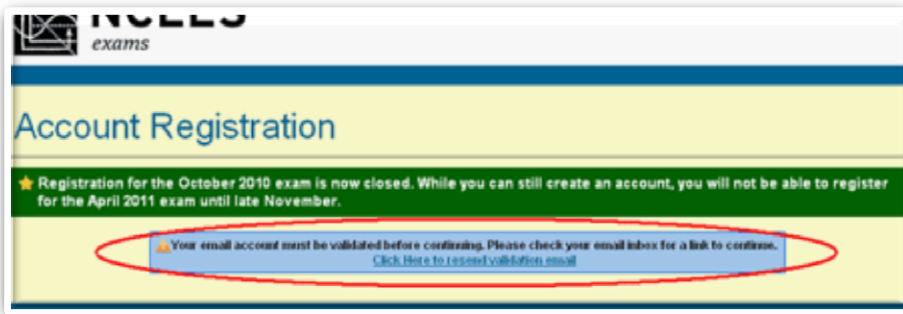 NCEES
exams
Account Registration
Registration for the October 2010 exam is now closed. While you can still create an account, you will not be able to register
for the April 2011 exam until late November.
Your email account must be validated before continuing. Please check your email inbox for a link to continue.
Click Here to resend validation email